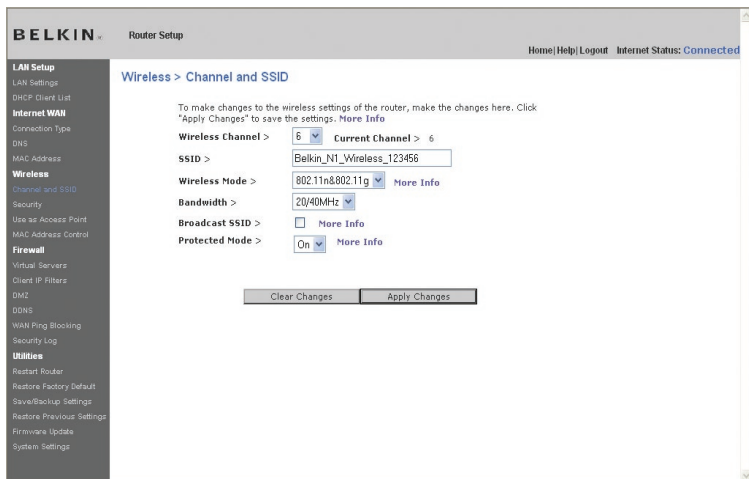 BELKIN®
Router Setup
Home|Help|Logout Internet Status: Connected
LAN Setup
LAN Settings
DHCP Client List
Internet WAN
Connection Type
DNS
MAC Address
Wireless
Channel and SSID
Security
Use as Access Point
MAC Address Control
Firewall
Virtual Servers
Client IP Filters
DMZ
DDNS
WAN Ping Blocking
Security Log
Utilities
Restart Router
Restore Factory Default
Save/Backup Settings
Restore Previous Settings
Firmware Update
System Settings
Wireless > Channel and SSID
To make changes to the wireless settings of the router, make the changes here. Click
"Apply Changes" to save the settings. More Info
Wireless Channel > 6 Current Channel > 6
SSID > Belkin_N1_Wireless_123456
Wireless Mode > 802.11n&802.11g More Info
Bandwidth > 20/40MHz
Broadcast SSID > More Info
Protected Mode > On More Info
Clear Changes Apply Changes